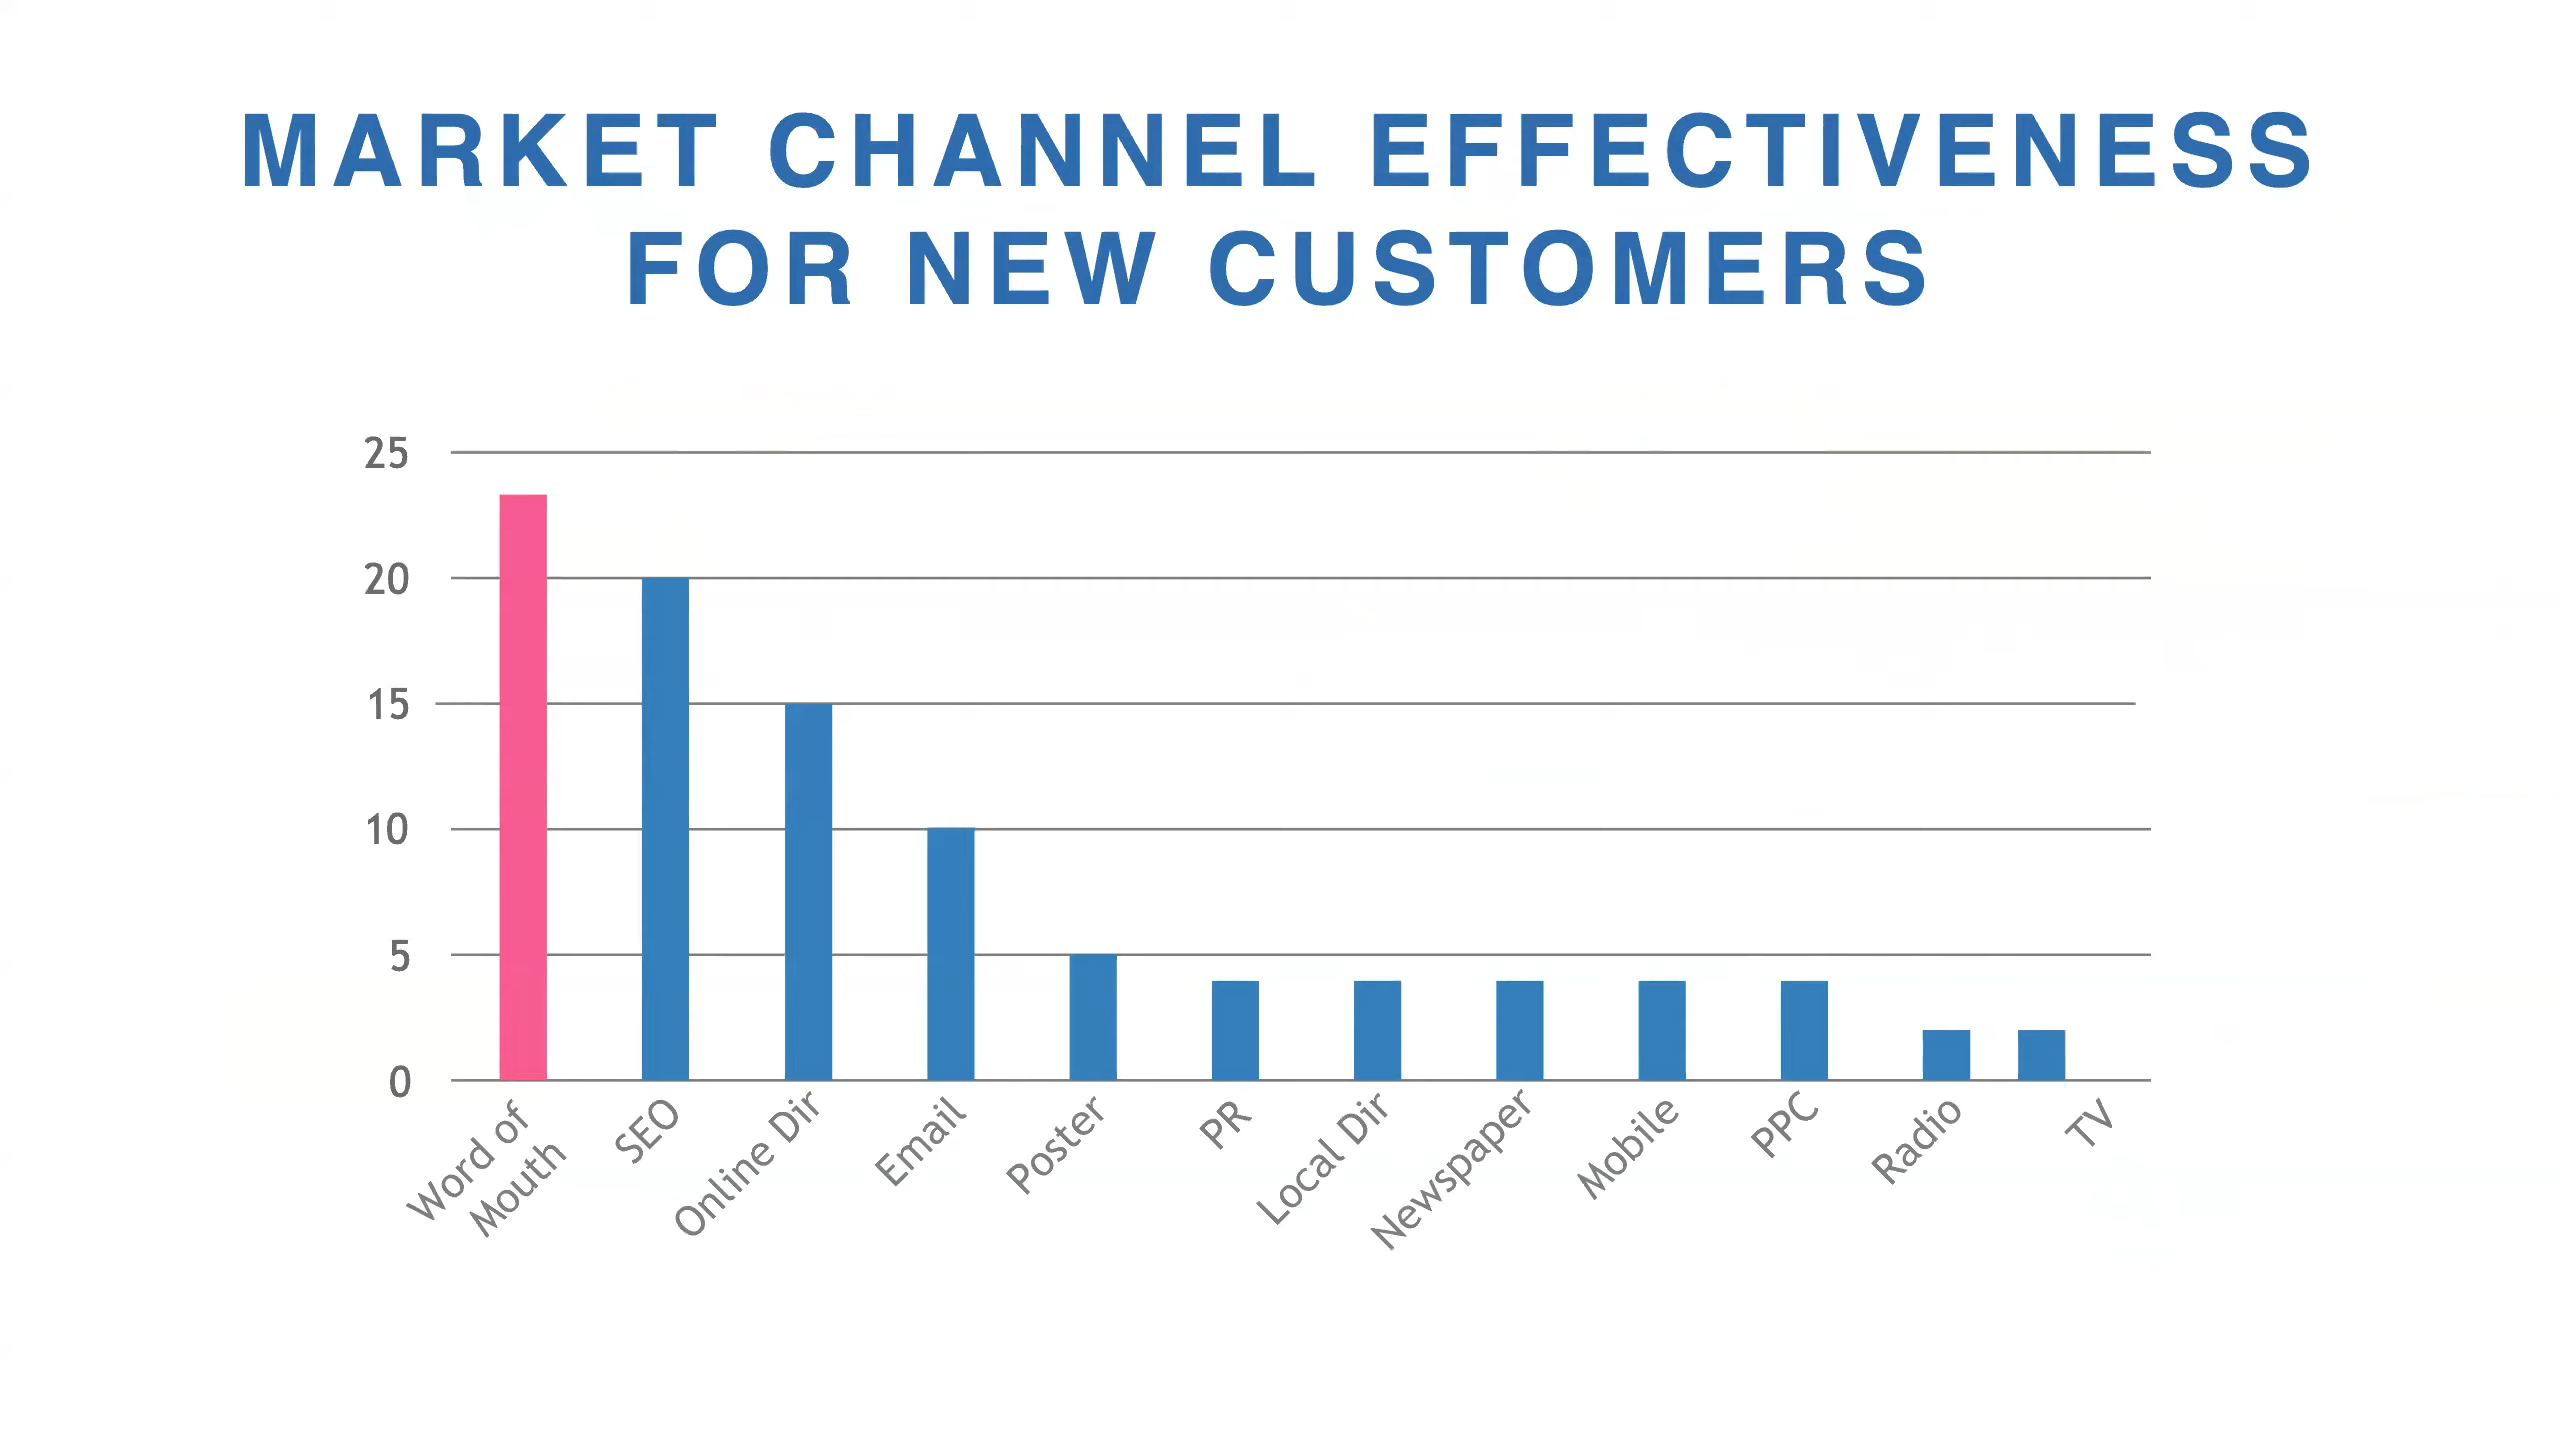 MARKET CHANNEL EFFECTIVENESS
FOR NEW CUSTOMERS
25
20
15
10
5
0
Word of
Mouth
SEO
Online Dir
Email
Poster
PR
Local Dir
Newspaper
Mobile
PPC
Radio
TV